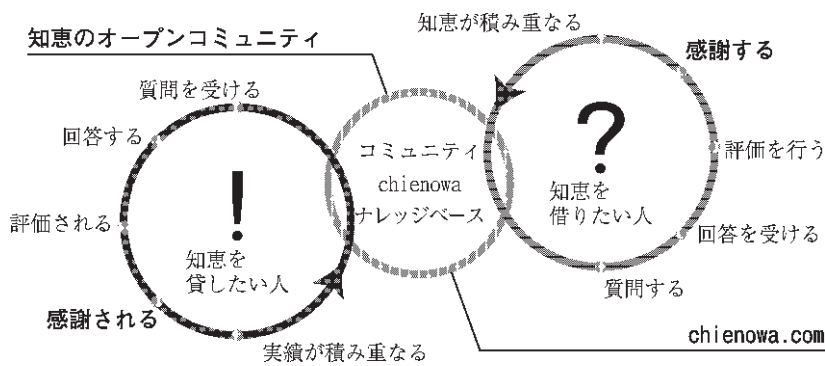 知恵のオープンコミュニティ
知恵が積み重なる
感謝する
質問を受ける
回答する
評価される
感謝される
実績が積み重なる
!
知恵を
貸したい人
コミュニティ
chienowa
ナレッジベース
?
知恵を
借りたい人
評価を行う
回答を受ける
質問する
chienowa.com